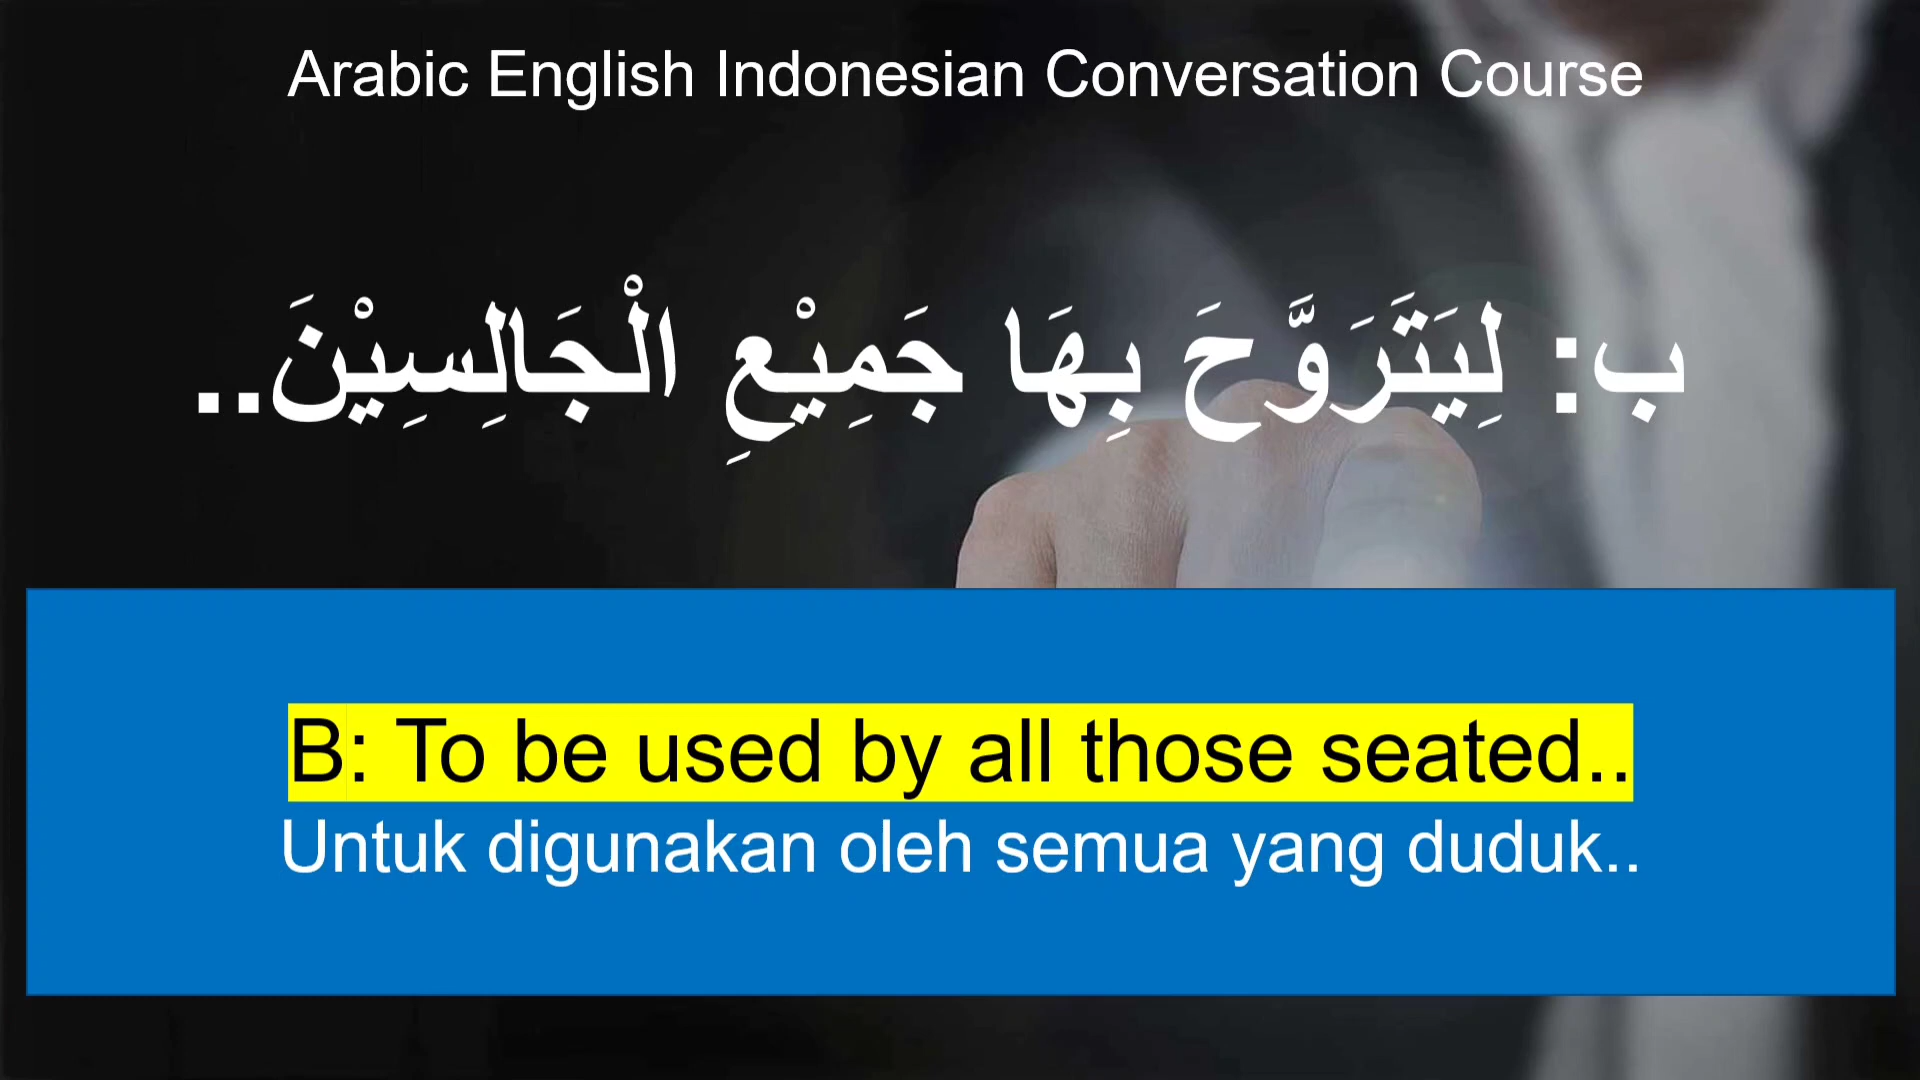 Arabic English Indonesian Conversation Course
ب: لِيَتَرَوَّحَ بِهَا جَمِيْعِ الْجَالِسِيْنَ..
B: To be used by all those seated..
Untuk digunakan oleh semua yang duduk..